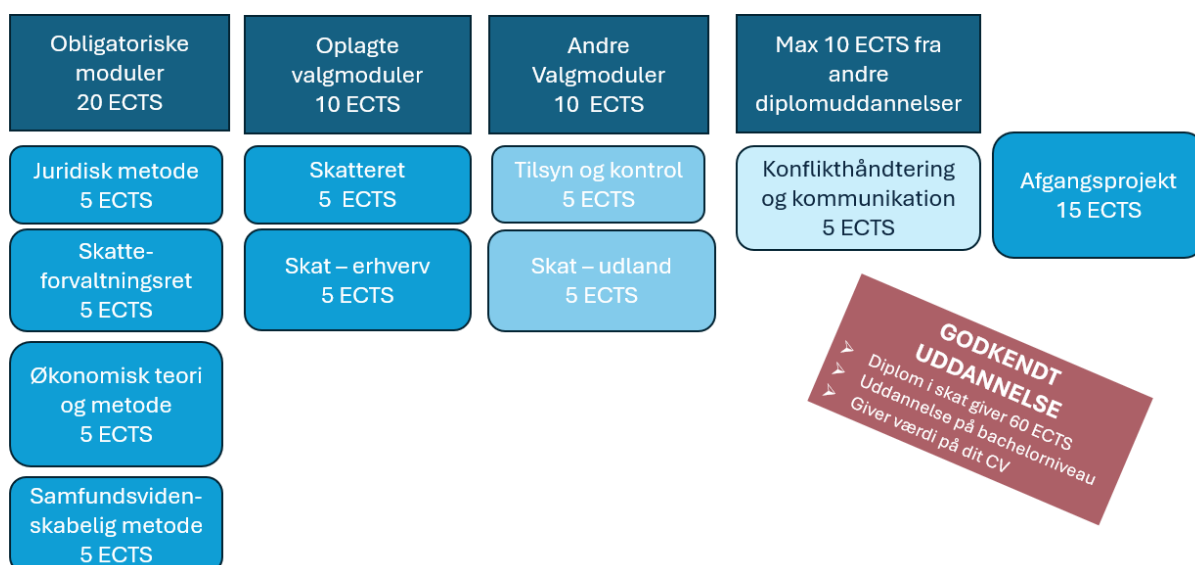 Obligatoriske
moduler
20 ECTS
Oplagte
valgmoduler
10 ECTS
Andre
Valgmoduler
10 ECTS
Max 10 ECTS fra
andre
diplomuddannelser
Juridisk metode
5 ECTS
Skatteret
5 ECTS
Tilsyn og kontrol
5 ECTS
Konflikthåndtering
og kommunikation
5 ECTS
Afgangsprojekt
15 ECTS
Skatte-
forvaltningsret
5 ECTS
Skat – erhverv
5 ECTS
Skat – udland
5 ECTS
Økonomisk teori
og metode
5 ECTS
Samfundsviden-
skabelig metode
5 ECTS
GODKENDT
UDDANNELSE
➢ Diplom i skat giver 60 ECTS
➢ Uddannelse på bachelorniveau
➢ Giver værdi på dit CV